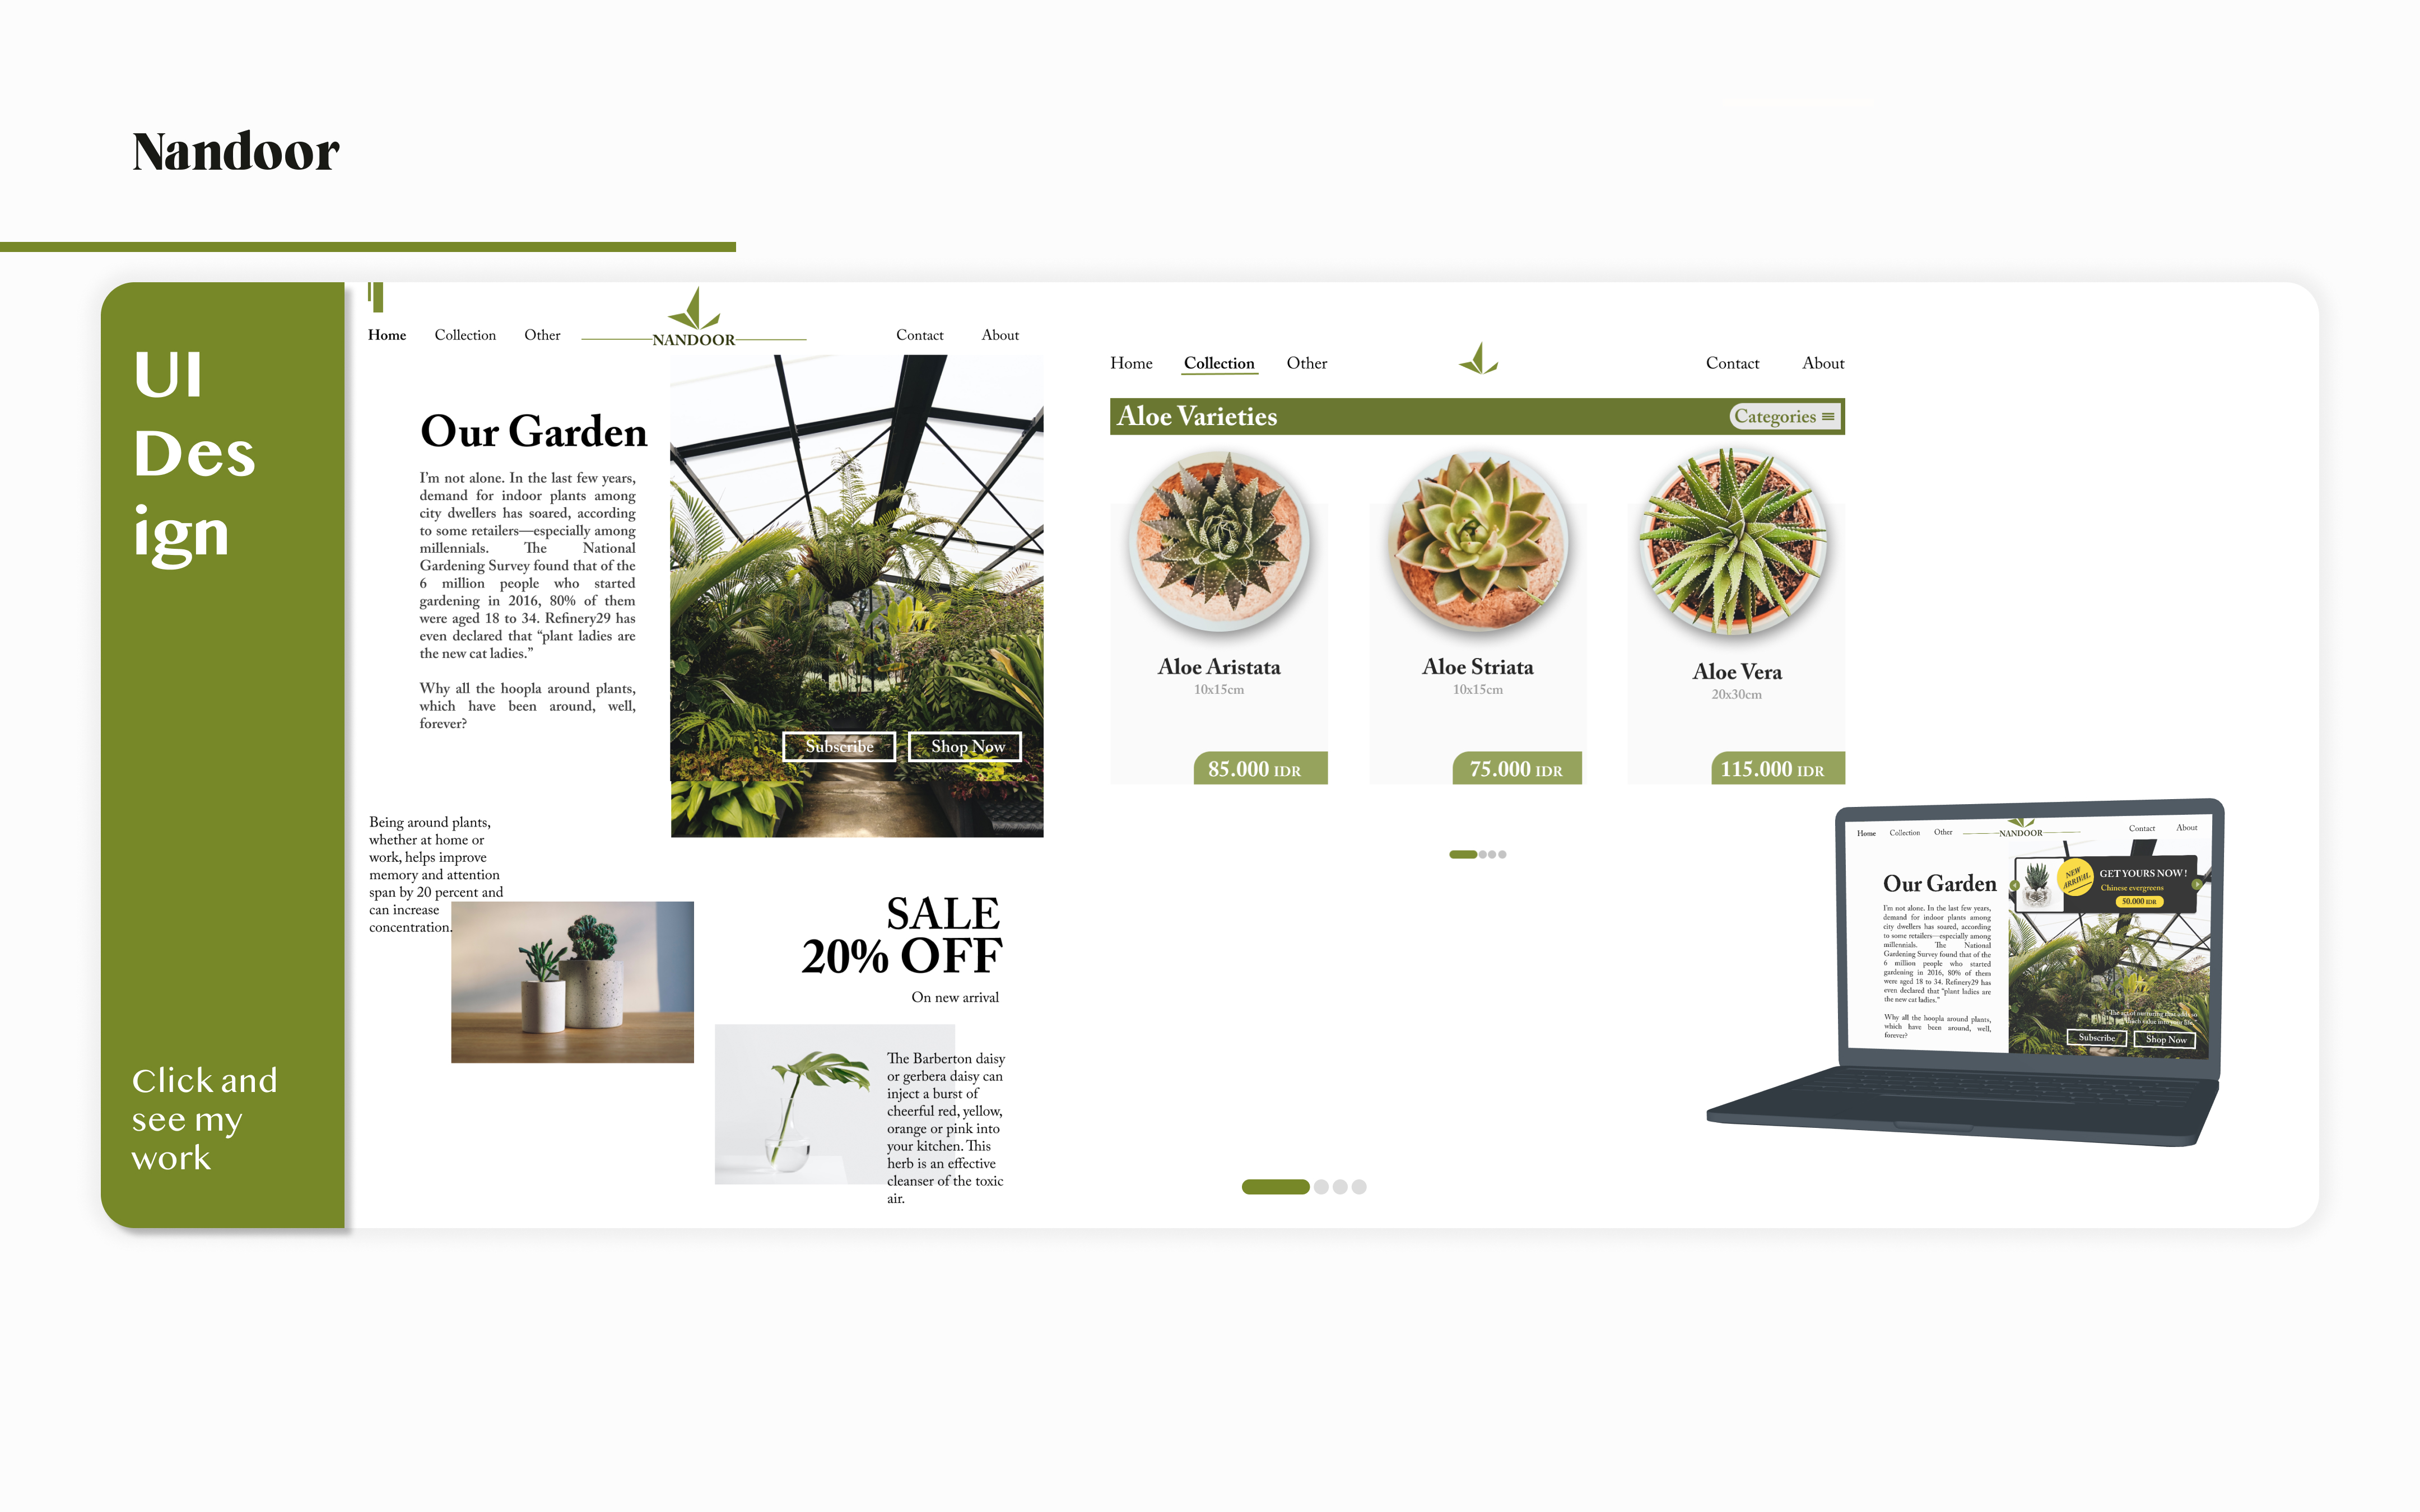 Nandoor
UI
Des
ign
Click and
see my
work
Home Collection Other NANDOOR Contact About
Our Garden
I'm not alone. In the last few years,
demand for indoor plants among
city dwellers has soared, according
to some retailers—especially among
millennials. The National
Gardening Survey found that of the
6 million people who started
gardening in 2016, 80% of them
were aged 18 to 34. Refinery29 has
even declared that “plant ladies are
the new cat ladies.”
Why all the hoopla around plants,
which have been around, well,
forever?
Subscribe Shop Now
Being around plants,
whether at home or
work, helps improve
memory and attention
span by 20 percent and
can increase
concentration.
SALE
20% OFF
On new arrival
The Barberton daisy
or gerbera daisy can
inject a burst of
cheerful red, yellow,
orange or pink into
your kitchen. This
herb is an effective
cleanser of the toxic
air.
Home Collection Other Contact About
Aloe Varieties Categories
Aloe Aristata
10x15cm
85.000 IDR
Aloe Striata
10x15cm
75.000 IDR
Aloe Vera
20x30cm
115.000 IDR
Home Collection Other NANDOOR Contact About
NEW
ARRIVAL
GET YOURS NOW !
Chinese evergreens
50.000 IDR
Our Garden
I'm not alone. In the last few years,
demand for indoor plants among
city dwellers has soared, according
to some retailers—especially among
millennials. The National
Gardening Survey found that of the
6 million people who started
gardening in 2016, 80% of them
were aged 18 to 34. Refinery29 has
even declared that “plant ladies are
the new cat ladies.”
Why all the hoopla around plants,
which have been around, well,
forever?
Subscribe Shop Now